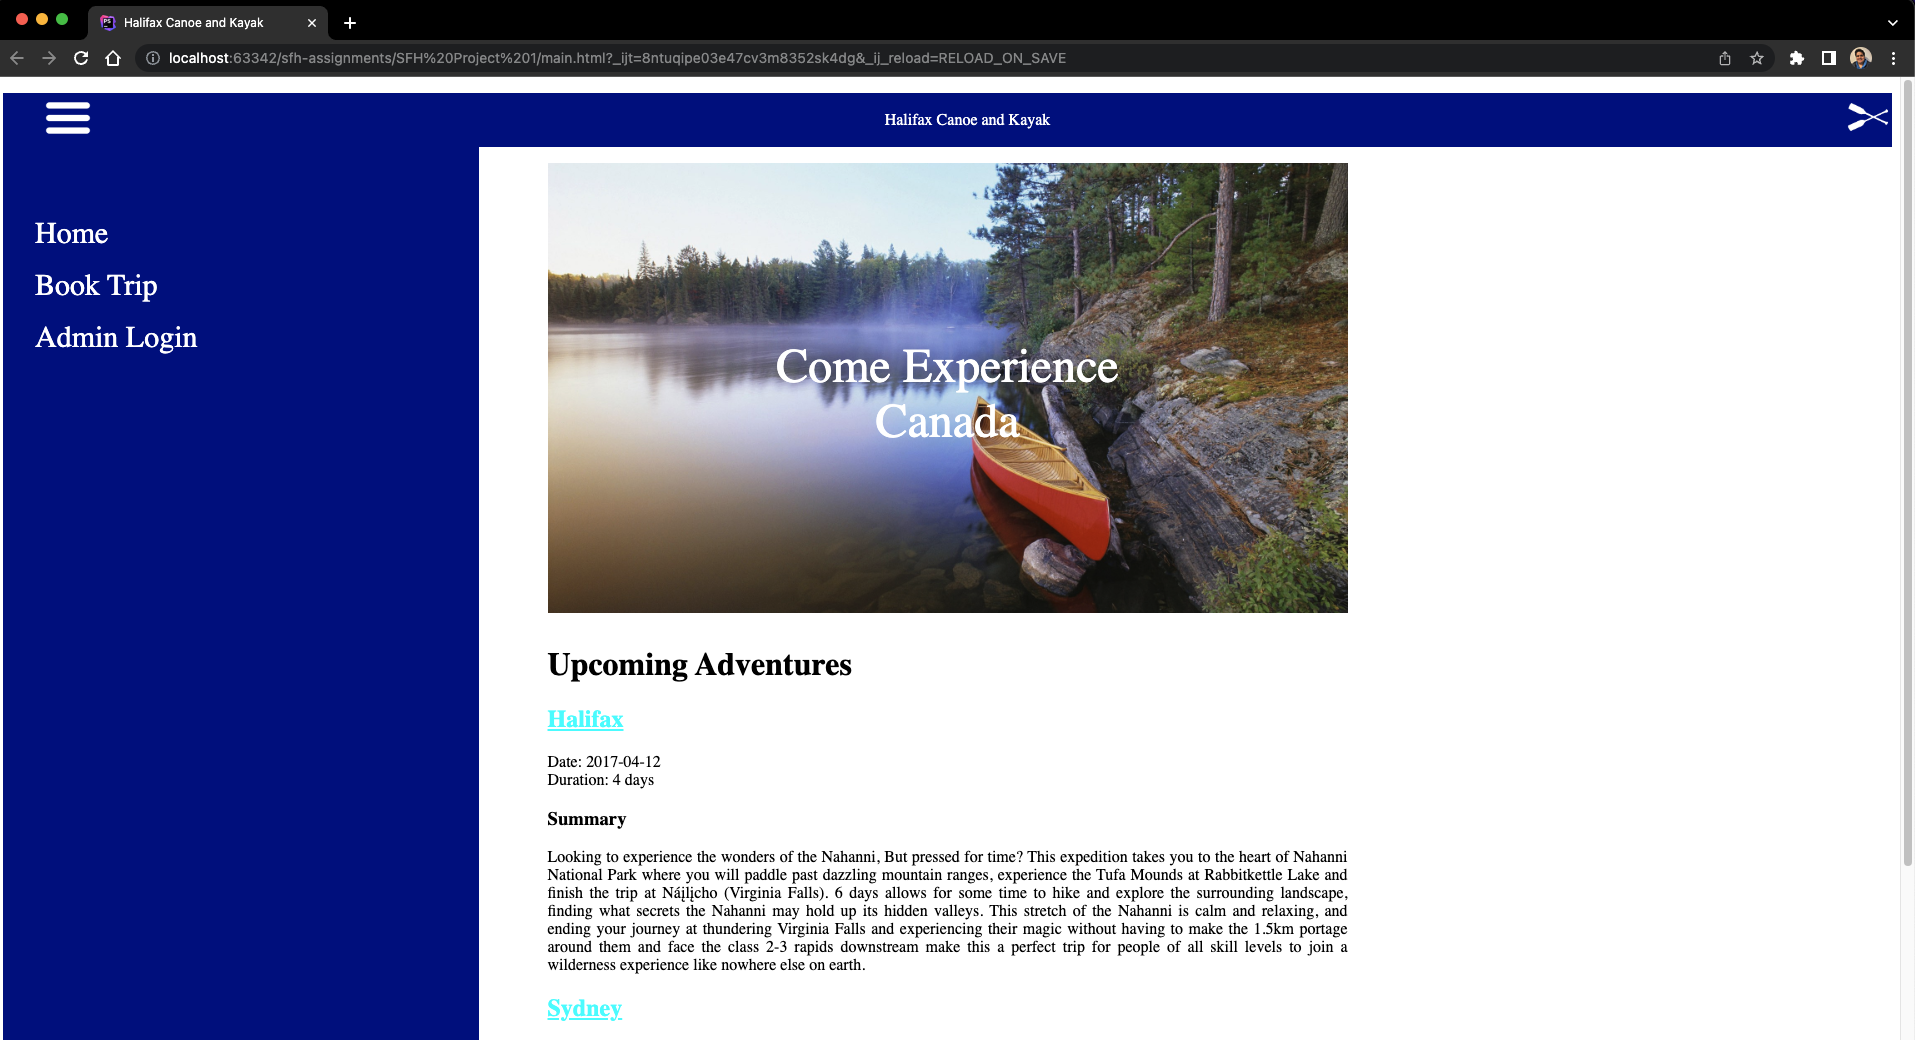 Halifax Canoe and Kayak
localhost:63342/sfh-assignments/SFH%20Project%201/main.html?_ijt=8ntuqipe03e47cv3m8352sk4dg&_ij_reload=RELOAD_ON_SAVE
Halifax Canoe and Kayak
Home
Book Trip
Admin Login
Come Experience
Canada
Upcoming Adventures
Halifax
Date: 2017-04-12
Duration: 4 days
Summary
Looking to experience the wonders of the Nahanni, But pressed for time? This expedition takes you to the heart of Nahanni
National Park where you will paddle past dazzling mountain ranges, experience the Tufa Mounds at Rabbitkettle Lake and
finish the trip at Náįlįcho (Virginia Falls). 6 days allows for some time to hike and explore the surrounding landscape,
finding what secrets the Nahanni may hold up its hidden valleys. This stretch of the Nahanni is calm and relaxing, and
ending your journey at thundering Virginia Falls and experiencing their magic without having to make the 1.5km portage
around them and face the class 2-3 rapids downstream make this a perfect trip for people of all skill levels to join a
wilderness experience like nowhere else on earth.
Sydney